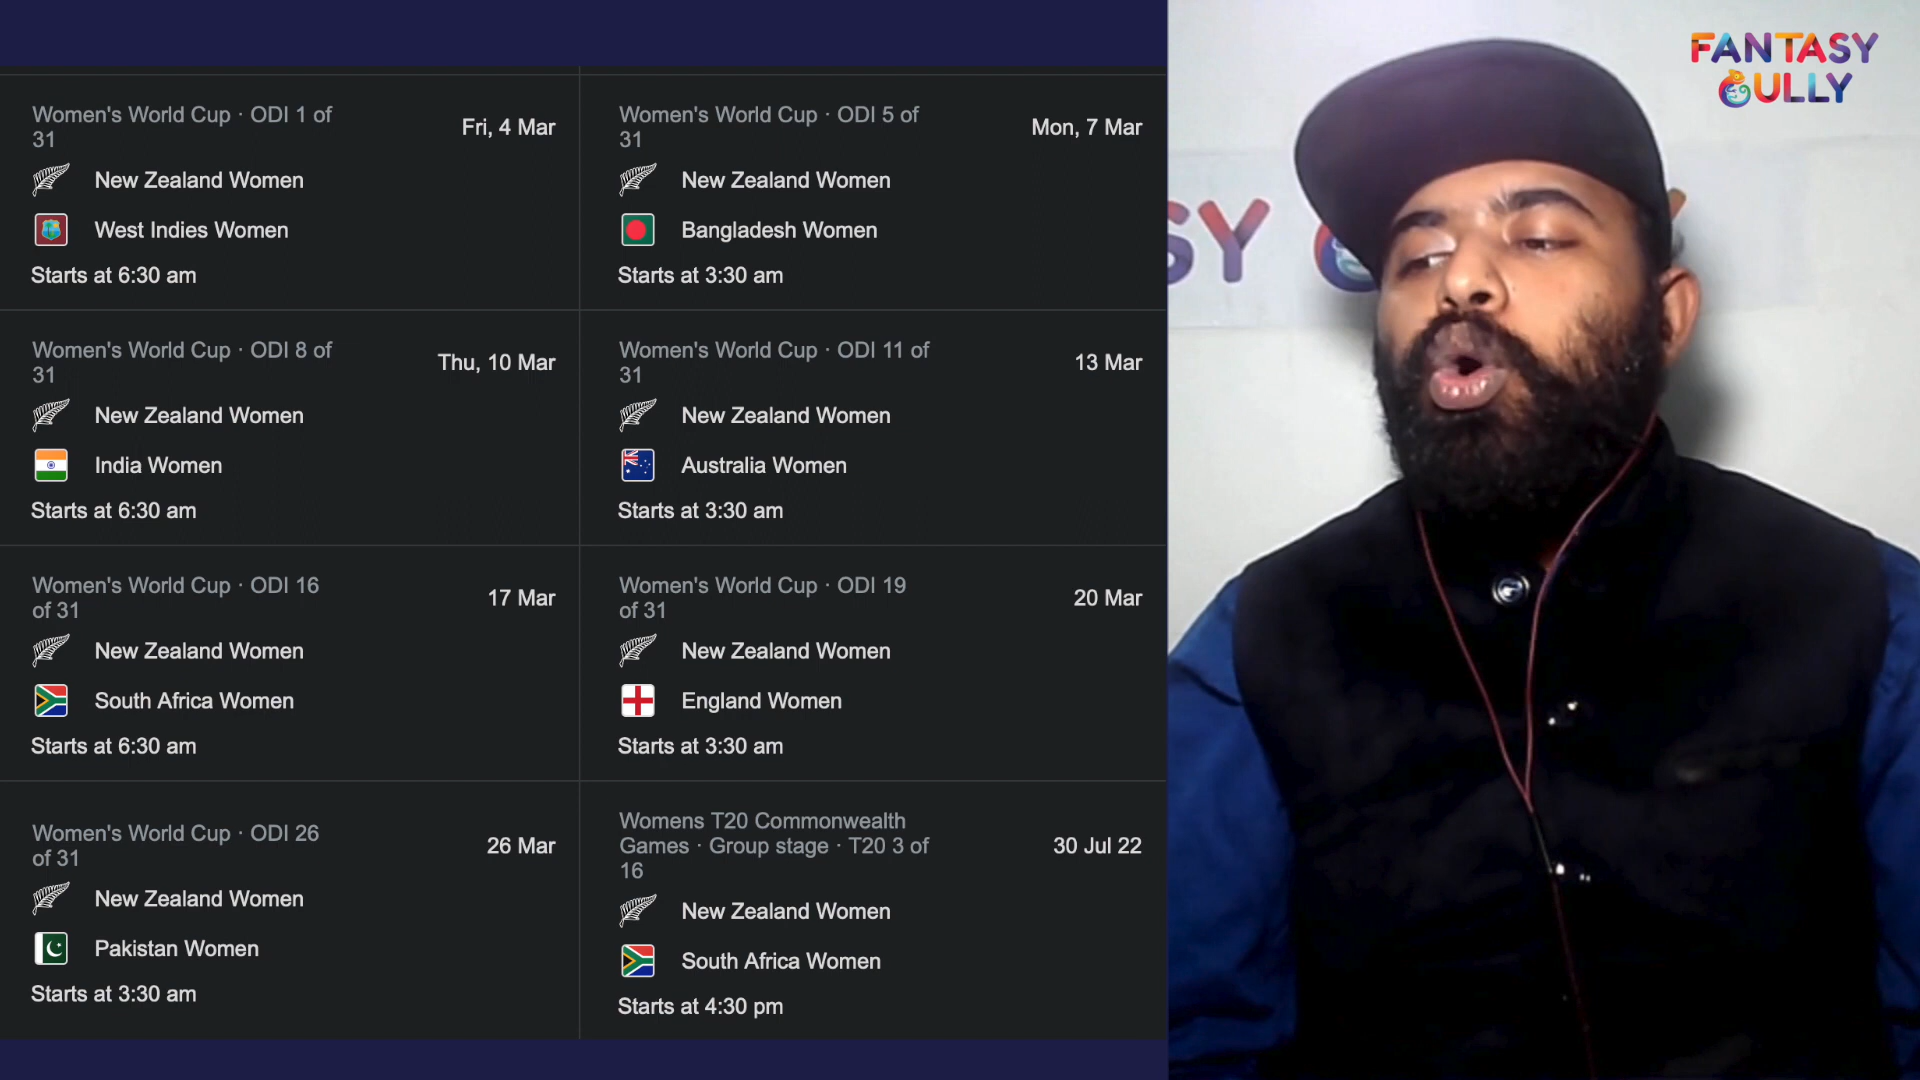 Women's World Cup · ODI 1 of
31
Fri, 4 Mar
New Zealand Women
West Indies Women
Starts at 6:30 am
Women's World Cup · ODI 5 of
31
Mon, 7 Mar
New Zealand Women
Bangladesh Women
Starts at 3:30 am
Women's World Cup · ODI 8 of
31
Thu, 10 Mar
New Zealand Women
India Women
Starts at 6:30 am
Women's World Cup · ODI 11 of
31
13 Mar
New Zealand Women
Australia Women
Starts at 3:30 am
Women's World Cup · ODI 16
of 31
17 Mar
New Zealand Women
South Africa Women
Starts at 6:30 am
Women's World Cup · ODI 19
of 31
20 Mar
New Zealand Women
England Women
Starts at 3:30 am
Women's World Cup · ODI 26
of 31
26 Mar
New Zealand Women
Pakistan Women
Starts at 3:30 am
Womens T20 Commonwealth
Games · Group stage · T20 3 of
16
30 Jul 22
New Zealand Women
South Africa Women
Starts at 4:30 pm
FANTASY
GULLY
SY